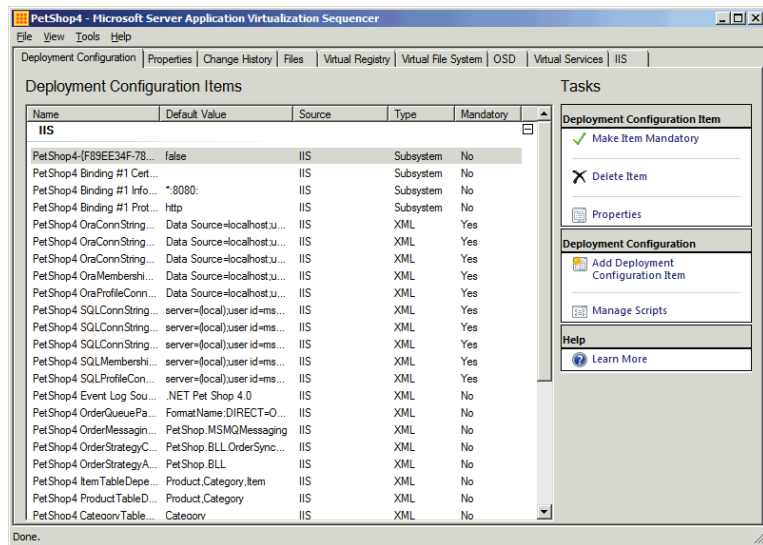 PetShop4 - Microsoft Server Application Virtualization Sequencer
File View Tools Help
Deployment Configuration Properties Change History Files Virtual Registry Virtual File System OSD Virtual Services IIS
Deployment Configuration Items
Name Default Value Source Type Mandatory
IIS
PetShop4-{F89EE34F-78... false IIS Subsystem No
PetShop4 Binding #1 Cert... IIS Subsystem No
PetShop4 Binding #1 Info... *:8080: IIS Subsystem No
PetShop4 Binding #1 Prot... http IIS Subsystem No
PetShop4 OraConnString... Data Source=localhost;u... IIS XML Yes
PetShop4 OraConnString... Data Source=localhost;u... IIS XML Yes
PetShop4 OraConnString... Data Source=localhost;u... IIS XML Yes
PetShop4 OraMembershi... Data Source=localhost;u... IIS XML Yes
PetShop4 OraProfileConn... Data Source=localhost;u... IIS XML Yes
PetShop4 SQLConnString... server=(local);user id=ms... IIS XML Yes
PetShop4 SQLConnString... server=(local);user id=ms... IIS XML Yes
PetShop4 SQLConnString... server=(local);user id=ms... IIS XML Yes
PetShop4 SQLMembershi... server=(local);user id=ms... IIS XML Yes
PetShop4 SQLProfileCon... server=(local);user id=ms... IIS XML Yes
PetShop4 Event Log Sou... .NET Pet Shop 4.0 IIS XML No
PetShop4 OrderQueuePa... FormatName:DIRECT=O... IIS XML No
PetShop4 OrderMessagin... PetShop.MSMQMessaging IIS XML No
PetShop4 OrderStrategyC... PetShop.BLL.OrderSync... IIS XML No
PetShop4 OrderStrategyA... PetShop.BLL IIS XML No
PetShop4 ItemTableDepe... Product,Category,Item IIS XML No
PetShop4 ProductTableD... Product,Category IIS XML No
PetShop4 CategoryTable... Category IIS XML No
Tasks
Deployment Configuration Item
Make Item Mandatory
Delete Item
Properties
Deployment Configuration
Add Deployment
Configuration Item
Manage Scripts
Help
Learn More
Done.